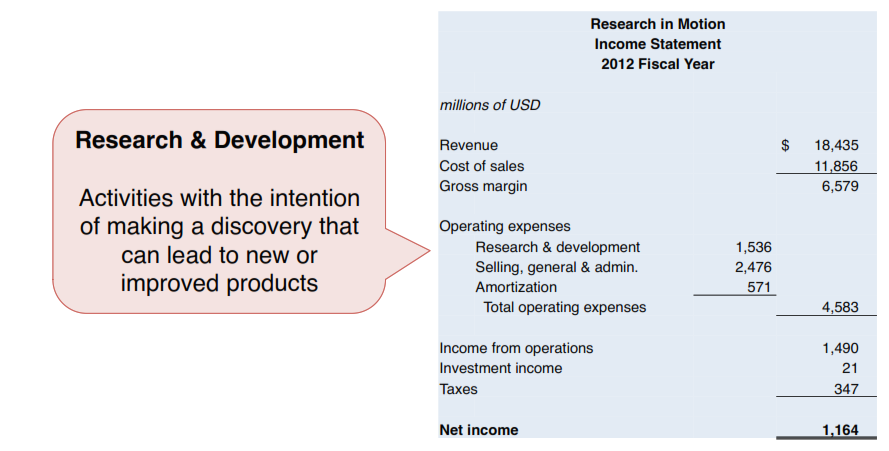 Research & Development
Activities with the intention
of making a discovery that
can lead to new or
improved products
Research in Motion
Income Statement
2012 Fiscal Year
millions of USD
Revenue $ 18,435
Cost of sales 11,856
Gross margin 6,579
Operating expenses
Research & development 1,536
Selling, general & admin. 2,476
Amortization 571
Total operating expenses 4,583
Income from operations 1,490
Investment income 21
Taxes 347
Net income 1,164